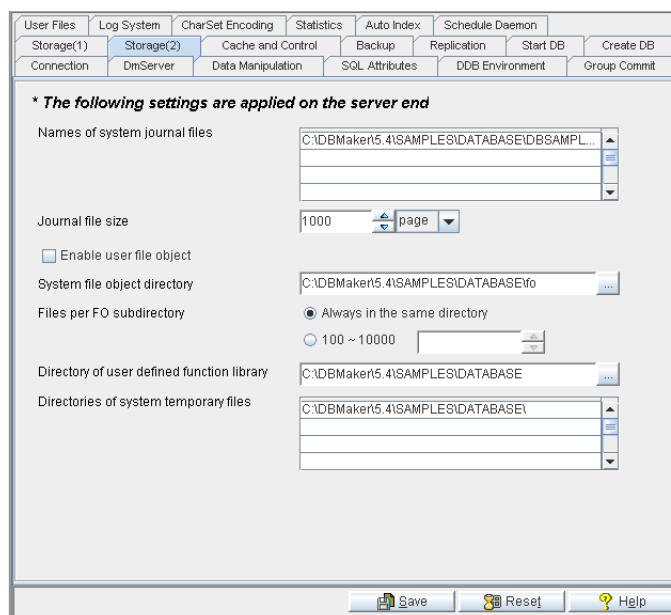 User Files Log System CharSet Encoding Statistics Auto Index Schedule Daemon
Storage(1) Storage(2) Cache and Control Backup Replication Start DB Create DB
Connection DmServer Data Manipulation SQL Attributes DDB Environment Group Commit
* The following settings are applied on the server end
Names of system journal files
C:\DBMaker\5.4\SAMPLES\DATABASE\DBSAMPL...
Journal file size 1000 page
Enable user file object
System file object directory C:\DBMaker\5.4\SAMPLES\DATABASE\fo ...
Files per FO subdirectory Always in the same directory
100 ~ 10000
Directory of user defined function library C:\DBMaker\5.4\SAMPLES\DATABASE ...
Directories of system temporary files C:\DBMaker\5.4\SAMPLES\DATABASE\
Save Reset Help